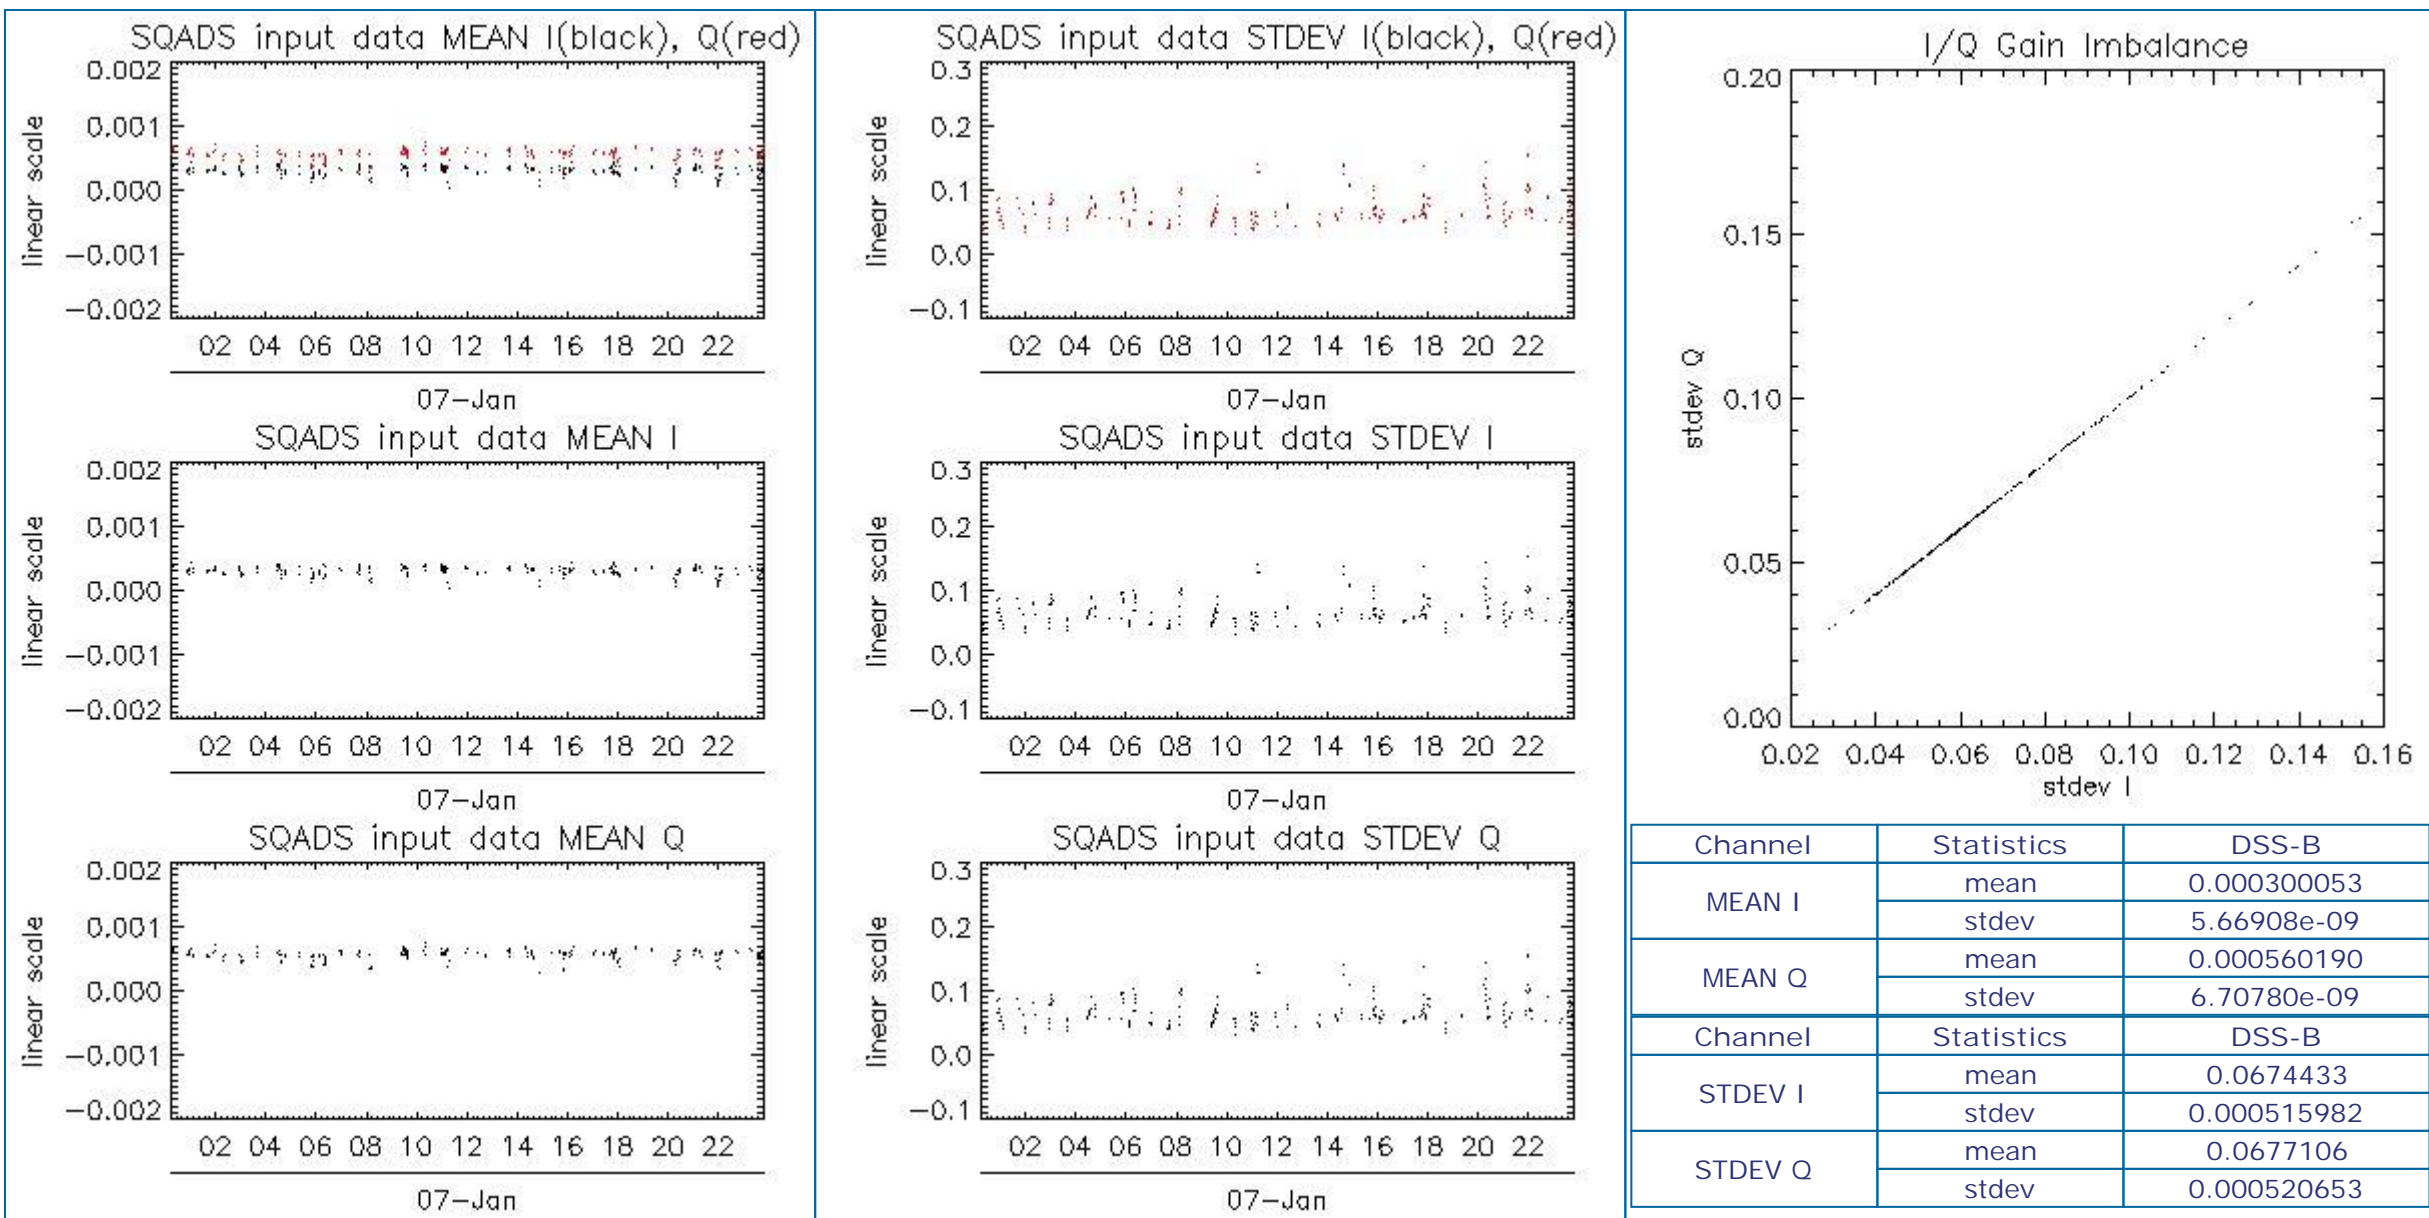 SQADS input data MEAN I(black), Q(red)
0.002
0.001
0.000
−0.001
−0.002
linear scale
02 04 06 08 10 12 14 16 18 20 22
07−Jan
SQADS input data MEAN I
0.002
0.001
0.000
−0.001
−0.002
linear scale
02 04 06 08 10 12 14 16 18 20 22
07−Jan
SQADS input data MEAN Q
0.002
0.001
0.000
−0.001
−0.002
linear scale
02 04 06 08 10 12 14 16 18 20 22
07−Jan
SQADS input data STDEV I(black), Q(red)
0.3
0.2
0.1
0.0
−0.1
linear scale
02 04 06 08 10 12 14 16 18 20 22
07−Jan
SQADS input data STDEV I
0.3
0.2
0.1
0.0
−0.1
linear scale
02 04 06 08 10 12 14 16 18 20 22
07−Jan
SQADS input data STDEV Q
0.3
0.2
0.1
0.0
−0.1
linear scale
02 04 06 08 10 12 14 16 18 20 22
07−Jan
I/Q Gain Imbalance
0.20
0.15
0.10
0.05
0.00
stdev Q
0.02 0.04 0.06 0.08 0.10 0.12 0.14 0.16
stdev I
Channel Statistics DSS-B
MEAN I mean 0.000300053
stdev 5.66908e-09
MEAN Q mean 0.000560190
stdev 6.70780e-09
Channel Statistics DSS-B
STDEV I mean 0.0674433
stdev 0.000515982
STDEV Q mean 0.0677106
stdev 0.000520653